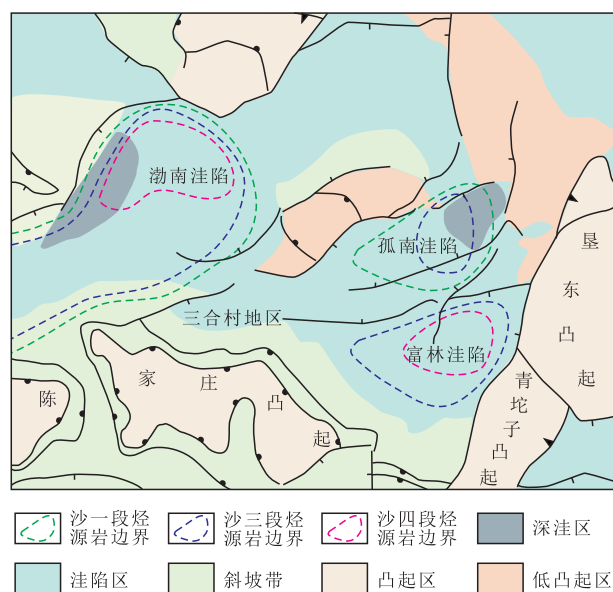 渤南洼陷
孤南洼陷
垦东凸起
三合村地区
富林洼陷
陈家庄凸起
青坨子凸起
沙一段烃
源岩边界
沙三段烃
源岩边界
沙四段烃
源岩边界
深洼区
洼陷区
斜坡带
凸起区
低凸起区